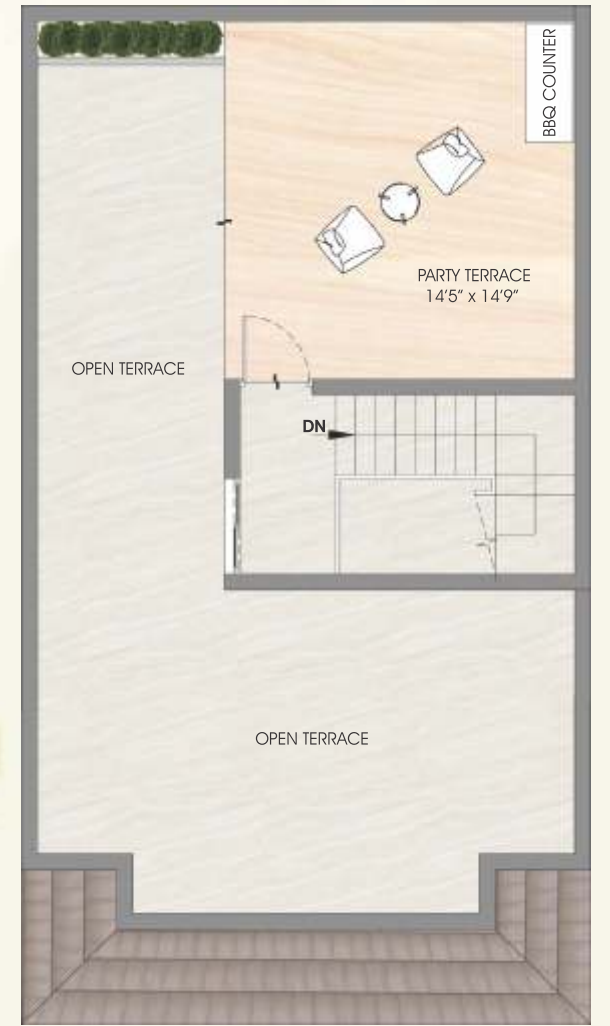 BBQ COUNTER
PARTY TERRACE
14'5" x 14'9"
OPEN TERRACE
DN
OPEN TERRACE